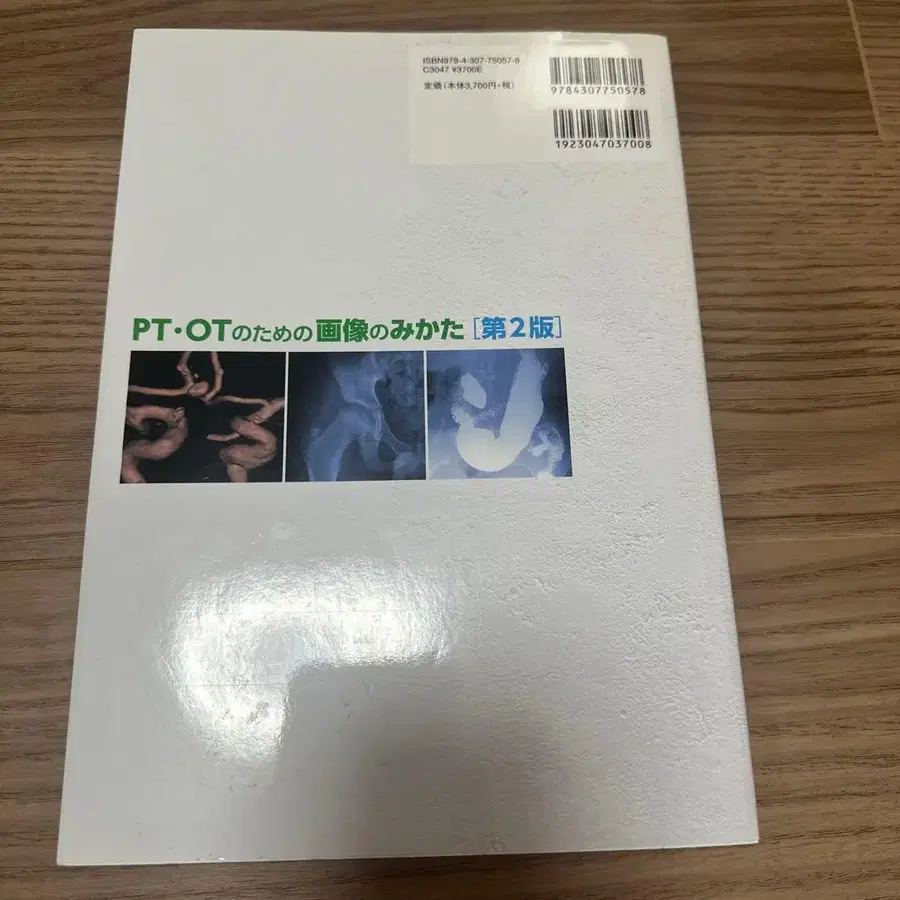 ISBN978-4-307-75057-8
C3047 ¥3700E
定価(本体3,700円+税)
9784307750578
1923047037008
PT・OTのための画像のみかた[第2版]